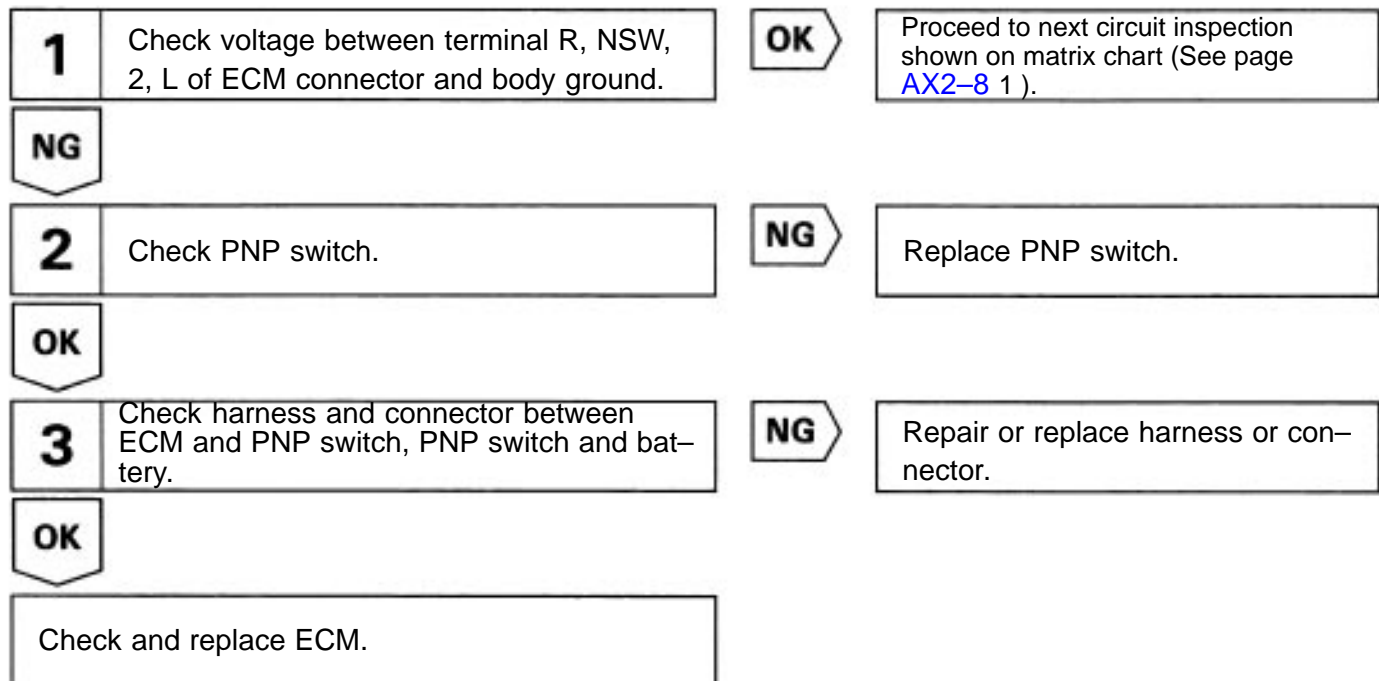 1
Check voltage between terminal R, NSW,
2, L of ECM connector and body ground.
OK
Proceed to next circuit inspection
shown on matrix chart (See page
AX2–8 1 ).
NG
2
Check PNP switch.
NG
Replace PNP switch.
OK
3
Check harness and connector between
ECM and PNP switch, PNP switch and bat–
tery.
NG
Repair or replace harness or con–
nector.
OK
Check and replace ECM.